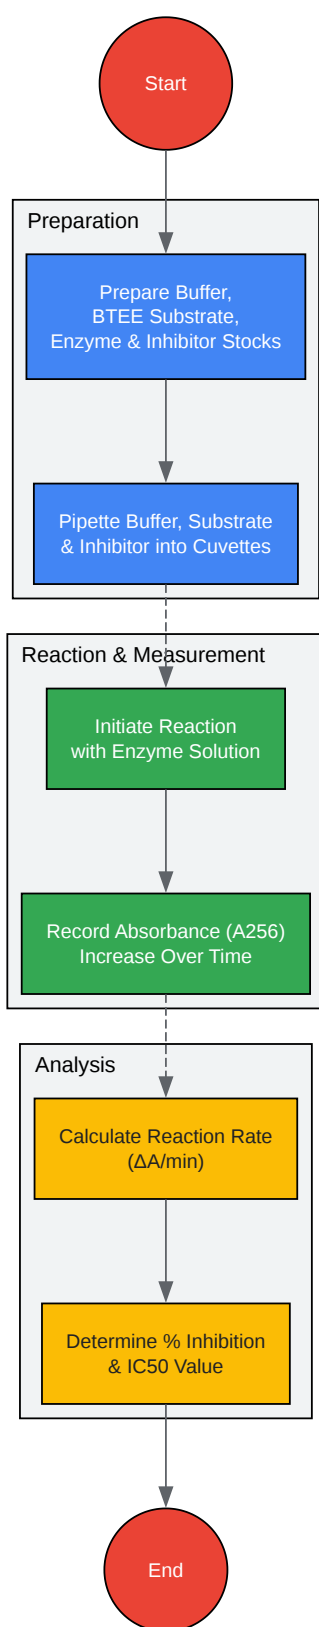 Start
Preparation
Prepare Buffer,
BTEE Substrate,
Enzyme & Inhibitor Stocks
Pipette Buffer, Substrate
& Inhibitor into Cuvettes
Reaction & Measurement
Initiate Reaction
with Enzyme Solution
Record Absorbance (A256)
Increase Over Time
Analysis
Calculate Reaction Rate
(ΔA/min)
Determine % Inhibition
& IC50 Value
End